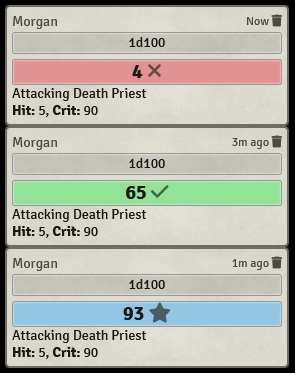 Morgan Now
1d100
4
Attacking Death Priest
Hit: 5, Crit: 90
Morgan 3m ago
1d100
65
Attacking Death Priest
Hit: 5, Crit: 90
Morgan 1m ago
1d100
93
Attacking Death Priest
Hit: 5, Crit: 90